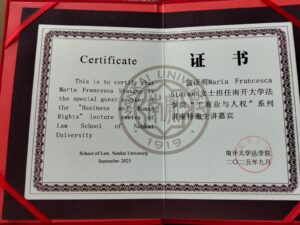 Certificate
This is to certify that
Maria Francesca Staiano
the special guest speaker of
the "Business and Human
Rights" lecture series
Law School of Nankai
University
School of Law, Nankai University
September 2025
证书
兹证明Maria Francesca
Staiano女士担任南开大学法
学院“工商业与人权”系列
讲座特邀主讲嘉宾
南开大学法学院
二〇二五年九月
1919